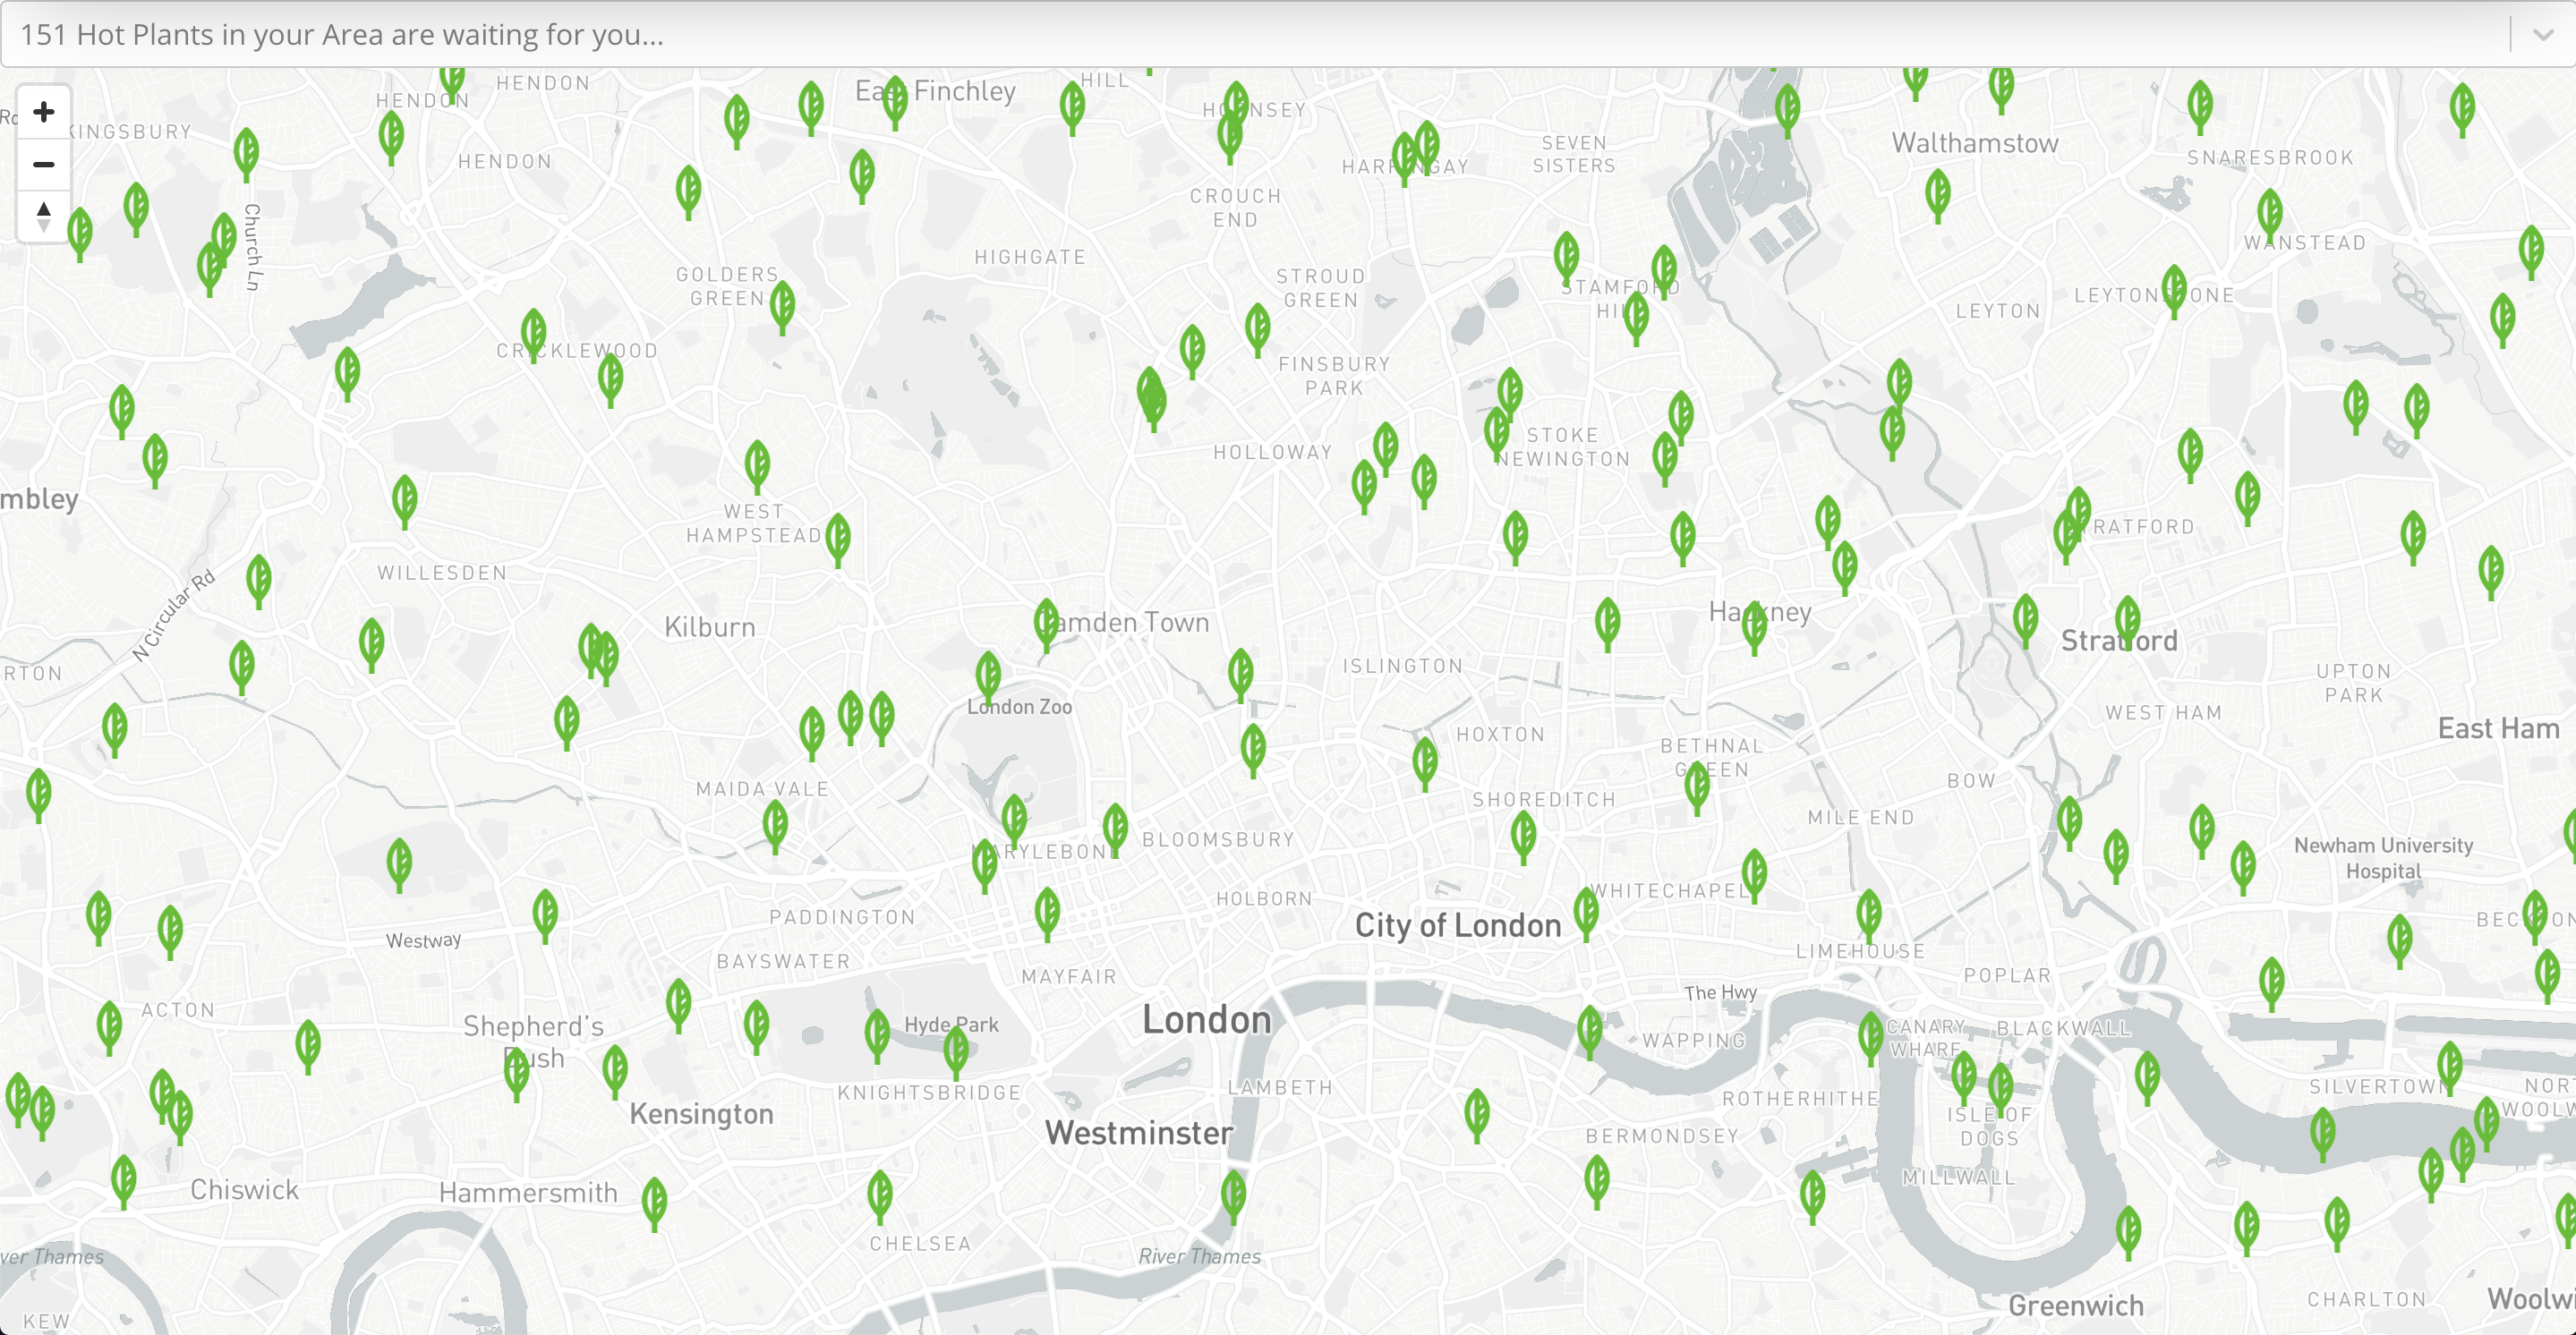 151 Hot Plants in your Area are waiting for you...
HENDON
East Finchley
HILL
HENDON
HORNSEY
Rd
KINGSBURY
Walthamstow
SEVEN
SISTERS
HARRINGAY
SNARESBROOK
HENDON
CROUCH
END
Church Ln
WANSTEAD
HIGHGATE
GOLDERS
GREEN
STROUD
GREEN
STAMFORD
HILL
LEYTONSTONE
LEYTON
CRICKLEWOOD
FINSBURY
PARK
HOLLOWAY
STOKE
NEWINGTON
mbley
WEST
HAMPSTEAD
STRATFORD
WILLESDEN
N Circular Rd
Kilburn
Camden Town
Hackney
Stratford
ISLINGTON
RTON
UPTON
PARK
London Zoo
WEST HAM
HOXTON
East Ham
BETHNAL
GREEN
BOW
MAIDA VALE
SHOREDITCH
MILE END
BLOOMSBURY
MARYLEBONE
Newham University
Hospital
WHITECHAPEL
HOLBORN
PADDINGTON
City of London
BECKTON
Westway
LIMEHOUSE
BAYSWATER
MAYFAIR
POPLAR
The Hwy
ACTON
London
Shepherd's
Bush
Hyde Park
CANARY
WHARF
BLACKWALL
WAPPING
KNIGHTSBRIDGE
LAMBETH
SILVERTOWN
NOR
WOOLW
ROTHERHITHE
Kensington
ISLE OF
DOGS
Westminster
BERMONDSEY
MILLWALL
Chiswick
Hammersmith
CHELSEA
ver Thames
River Thames
Greenwich
CHARLTON
Woolwi
KEW